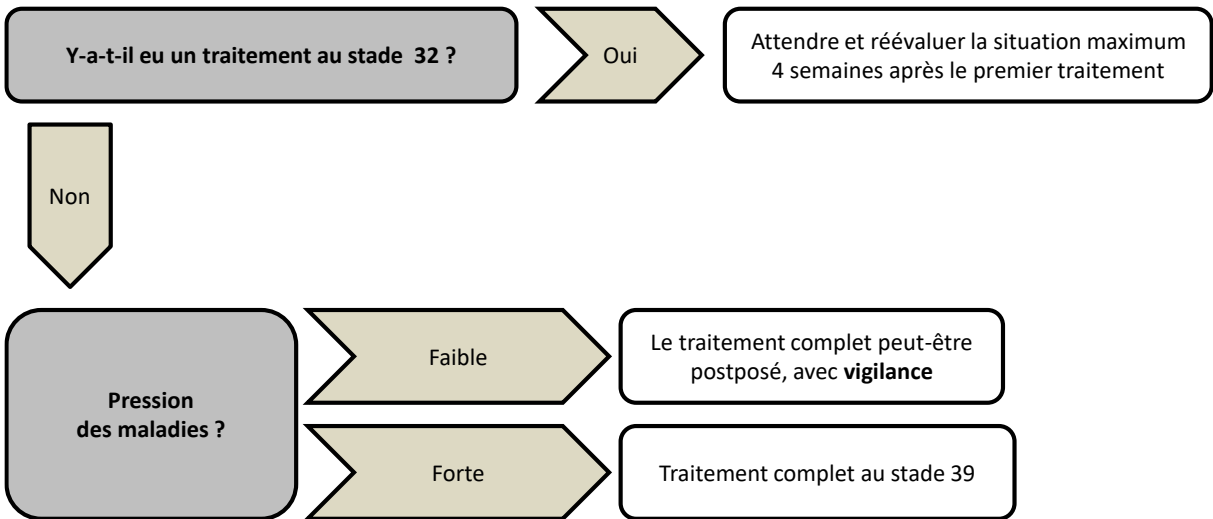 Y-a-t-il eu un traitement au stade 32 ?
Oui
Attendre et réévaluer la situation maximum
4 semaines après le premier traitement
Non
Pression
des maladies ?
Faible
Le traitement complet peut-être
postposé, avec vigilance
Forte
Traitement complet au stade 39